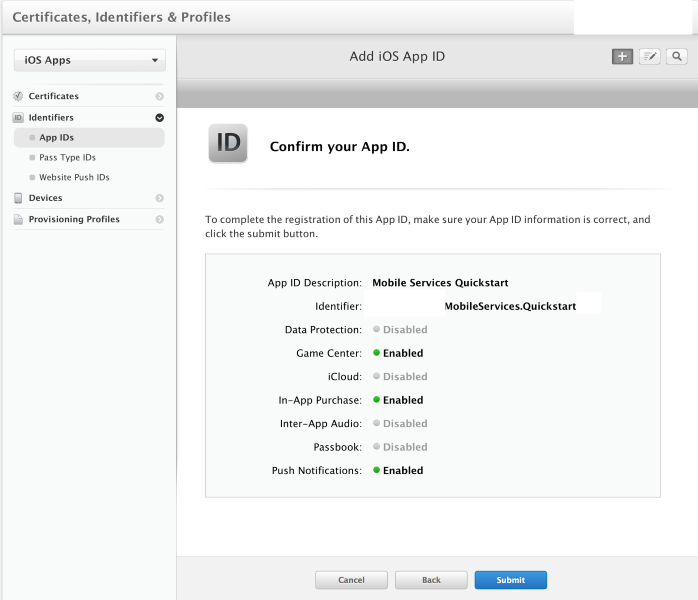 Certificates, Identifiers & Profiles
iOS Apps
Add iOS App ID
Certificates
ID
Identifiers
App IDs
Pass Type IDs
Website Push IDs
Devices
Provisioning Profiles
ID
Confirm your App ID.
To complete the registration of this App ID, make sure your App ID information is correct, and
click the submit button.
App ID Description: Mobile Services Quickstart
Identifier: MobileServices.Quickstart
Data Protection: Disabled
Game Center: Enabled
iCloud: Disabled
In-App Purchase: Enabled
Inter-App Audio: Disabled
Passbook: Disabled
Push Notifications: Enabled
Cancel Back Submit